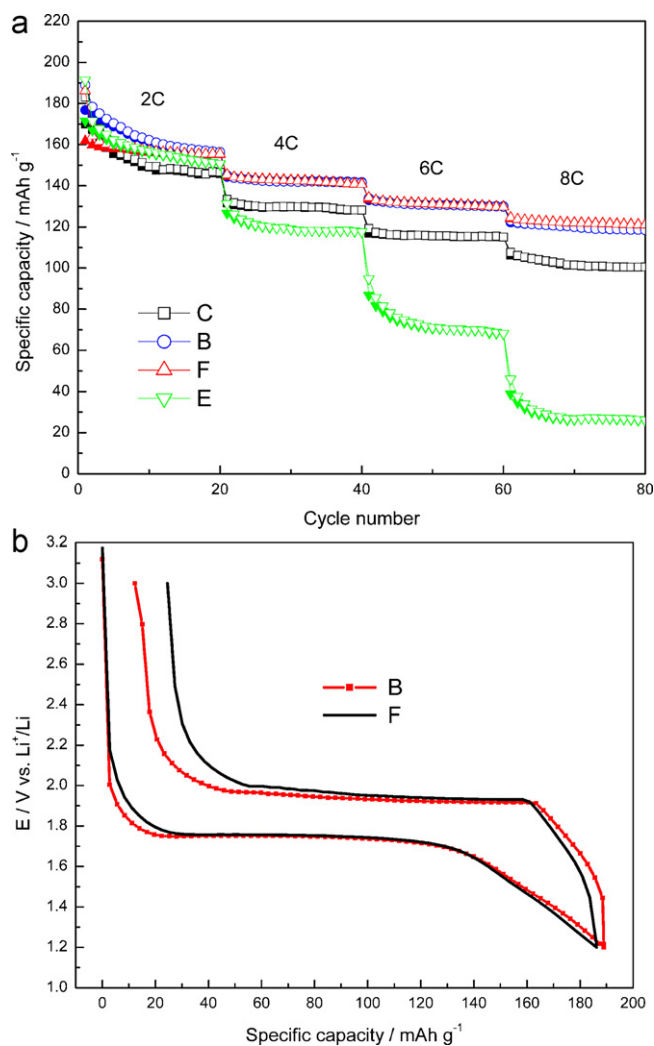 a
220
200
180
160
140
120
100
80
60
40
20
0
Specific capacity / mAh g⁻¹
2C
4C
6C
8C
C
B
F
E
0 20 40 60 80
Cycle number
b
3.2
3.0
2.8
2.6
2.4
2.2
2.0
1.8
1.6
1.4
1.2
1.0
E / V vs. Li⁺/Li
B
F
0 20 40 60 80 100 120 140 160 180 200
Specific capacity / mAh g⁻¹